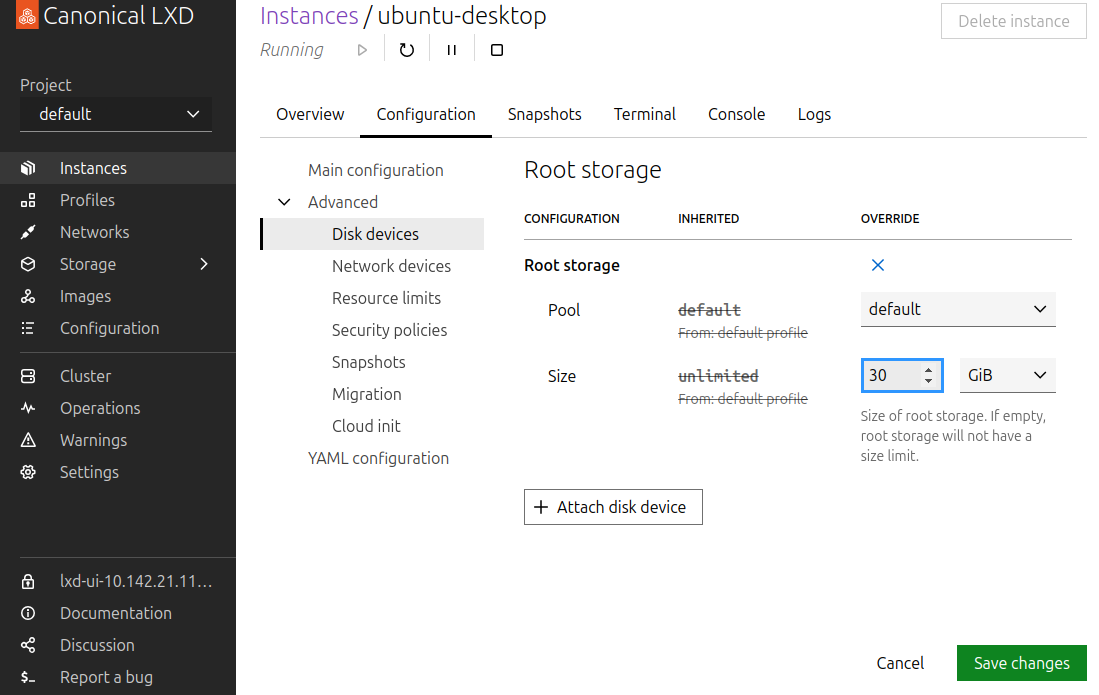 Canonical LXD
Project
default
Instances
Profiles
Networks
Storage
Images
Configuration
Cluster
Operations
Warnings
Settings
lxd-ui-10.142.21.11...
Documentation
Discussion
Report a bug
Instances / ubuntu-desktop
Delete instance
Running
Overview Configuration Snapshots Terminal Console Logs
Main configuration
Advanced
Disk devices
Network devices
Resource limits
Security policies
Snapshots
Migration
Cloud init
YAML configuration
Root storage
CONFIGURATION INHERITED OVERRIDE
Root storage
Pool default default
From: default profile
Size unlimited 30 GiB
From: default profile
Size of root storage. If empty,
root storage will not have a
size limit.
+ Attach disk device
Cancel Save changes